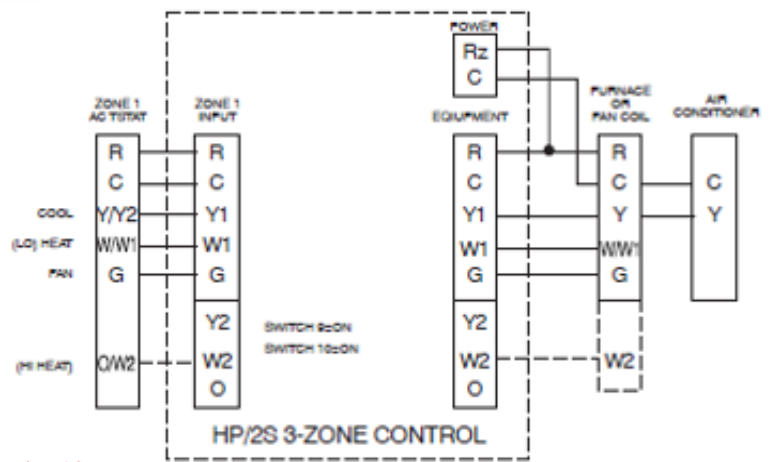 POWER
Rz
C
ZONE 1
AC TSTAT
ZONE 1
INPUT
EQUIPMENT
FURNACE
OR
FAN COIL
AIR
CONDITIONER
R R R R
C C C C C
COOL Y/Y2 Y1 Y1 Y Y
(LO) HEAT W/W1 W1 W1 W/W1
FAN G G G G
Y2 SWITCH 9=ON Y2
SWITCH 10=ON
(HI HEAT) O/W2 W2 W2 W2
O O
HP/2S 3-ZONE CONTROL